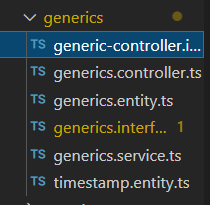 generics
TS generic-controller.i...
TS generics.controller.ts
TS generics.entity.ts
TS generics.interf... 1
TS generics.service.ts
TS timestamp.entity.ts